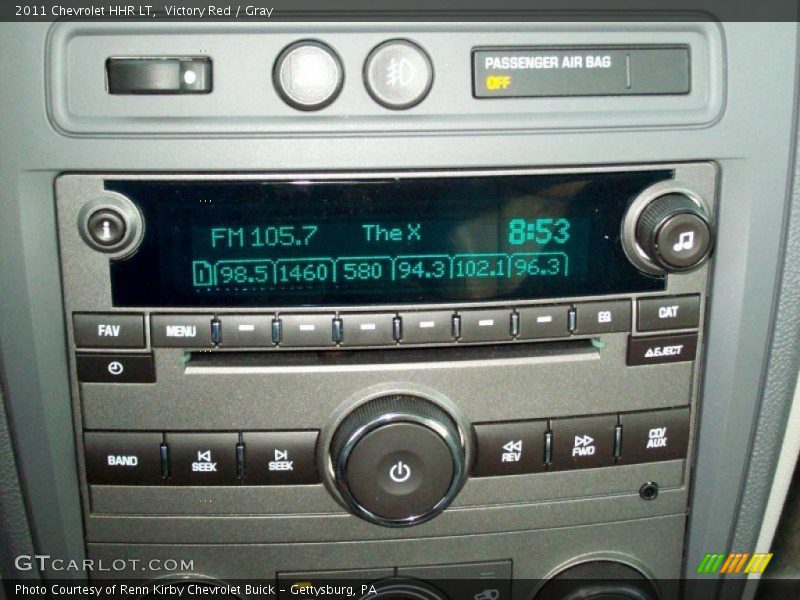 2011 Chevrolet HHR LT,  Victory Red / Gray
PASSENGER AIR BAG
OFF
FM 105.7 The X 8:53
1 98.5 1460 580 94.3 102.1 96.3
FAV MENU EQ CAT
EJECT
BAND SEEK SEEK REV FWD CD/AUX
GTCARLOT.COM
Photo Courtesy of Renn Kirby Chevrolet Buick - Gettysburg, PA